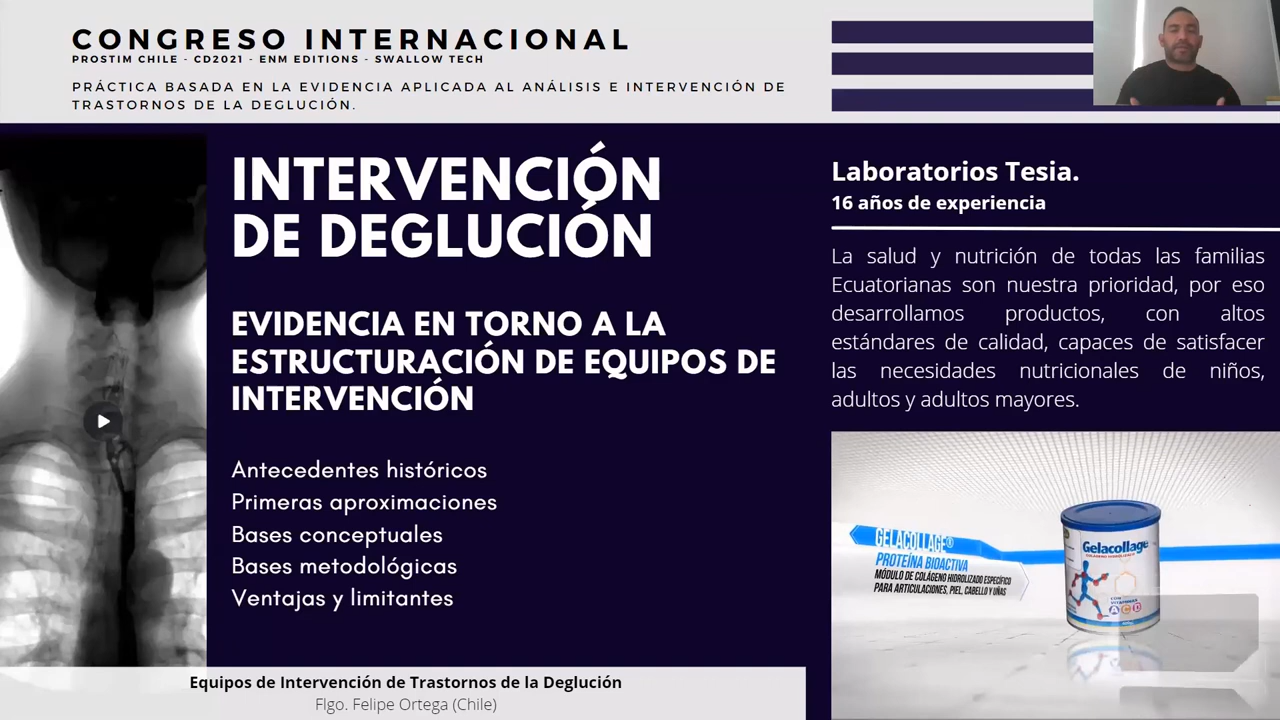 CONGRESO INTERNACIONAL
PROSTIM CHILE - CD2021 - ENM EDITIONS - SWALLOW TECH
PRÁCTICA BASADA EN LA EVIDENCIA APLICADA AL ANÁLISIS E INTERVENCIÓN DE
TRASTORNOS DE LA DEGLUCIÓN.
INTERVENCIÓN
DE DEGLUCIÓN
EVIDENCIA EN TORNO A LA
ESTRUCTURACIÓN DE EQUIPOS DE
INTERVENCIÓN
Antecedentes históricos
Primeras aproximaciones
Bases conceptuales
Bases metodológicas
Ventajas y limitantes
Equipos de Intervención de Trastornos de la Deglución
Flgo. Felipe Ortega (Chile)
Laboratorios Tesia.
16 años de experiencia
La salud y nutrición de todas las familias
Ecuatorianas son nuestra prioridad, por eso
desarrollamos productos, con altos
estándares de calidad, capaces de satisfacer
las necesidades nutricionales de niños,
adultos y adultos mayores.
GELACOLLAGE®
PROTEÍNA BIOACTIVA
MÓDULO DE COLÁGENO HIDROLIZADO ESPECÍFICO
PARA ARTICULACIONES, PIEL, CABELLO Y UÑAS
Gelacollage
COLÁGENO HIDROLIZADO
CON
VITAMINAS
A C D